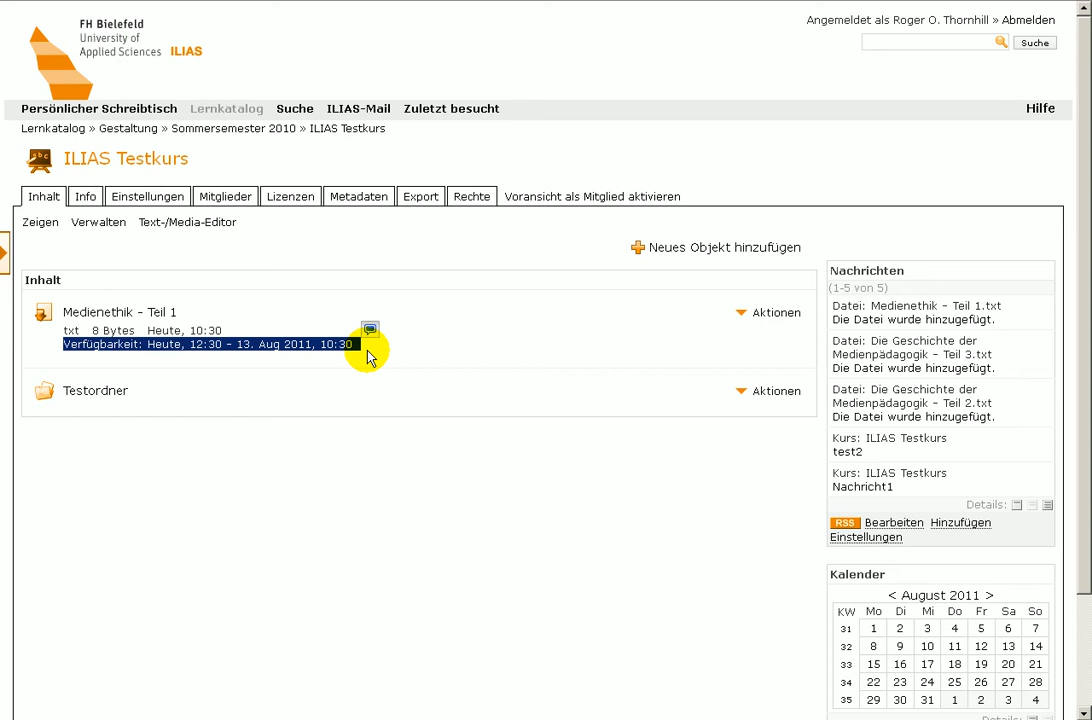 FH Bielefeld
University of
Applied Sciences ILIAS
Angemeldet als Roger O. Thornhill » Abmelden
Suche
Persönlicher Schreibtisch Lernkatalog Suche ILIAS-Mail Zuletzt besucht Hilfe
Lernkatalog » Gestaltung » Sommersemester 2010 » ILIAS Testkurs
abc
ILIAS Testkurs
Inhalt Info Einstellungen Mitglieder Lizenzen Metadaten Export Rechte Voransicht als Mitglied aktivieren
Zeigen Verwalten Text-/Media-Editor
Neues Objekt hinzufügen
Inhalt
Medienethik - Teil 1 Aktionen
txt 8 Bytes Heute, 10:30
Verfügbarkeit: Heute, 12:30 - 13. Aug 2011, 10:30
Testordner Aktionen
Nachrichten
(1-5 von 5)
Datei: Medienethik - Teil 1.txt
Die Datei wurde hinzugefügt.
Datei: Die Geschichte der
Medienpädagogik - Teil 3.txt
Die Datei wurde hinzugefügt.
Datei: Die Geschichte der
Medienpädagogik - Teil 2.txt
Die Datei wurde hinzugefügt.
Kurs: ILIAS Testkurs
test2
Kurs: ILIAS Testkurs
Nachricht1
Details:
RSS Bearbeiten Hinzufügen
Einstellungen
Kalender
< August 2011 >
KW Mo Di Mi Do Fr Sa So
31 1 2 3 4 5 6 7
32 8 9 10 11 12 13 14
33 15 16 17 18 19 20 21
34 22 23 24 25 26 27 28
35 29 30 31 1 2 3 4
Details: